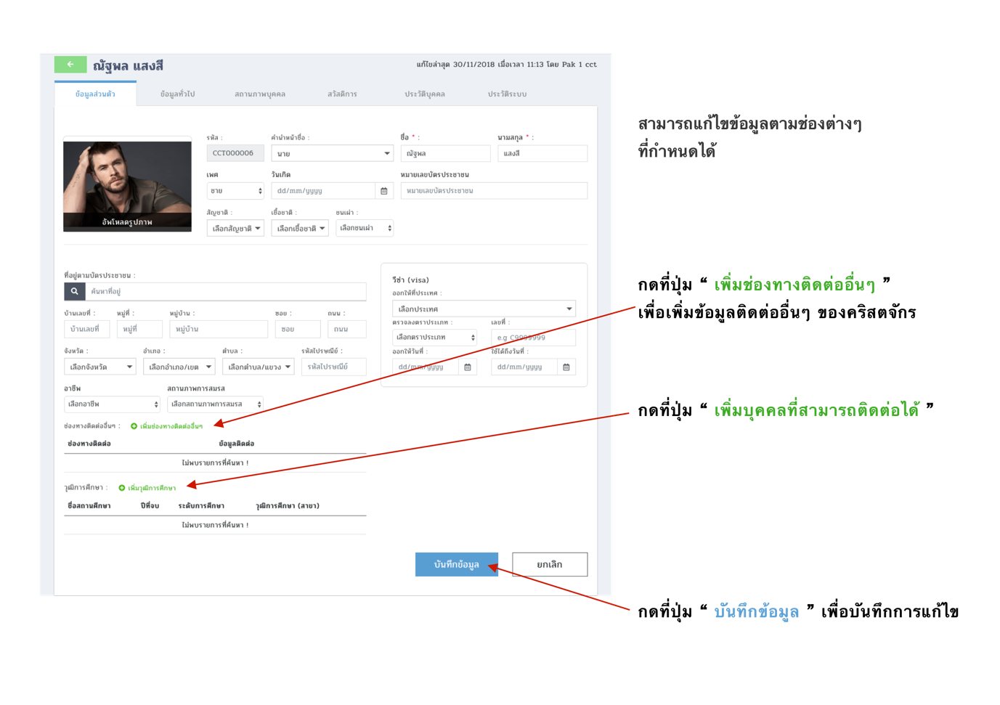 ณัฐพล แสงสี
แก้ไขล่าสุด 30/11/2018 เมื่อเวลา 11:13 โดย Pak 1 cct
ข้อมูลส่วนตัว ข้อมูลทั่วไป สถานภาพบุคคล สวัสดิการ ประวัติบุคคล ประวัติระบบ
สามารถแก้ไขข้อมูลตามช่องต่างๆ
ที่กำหนดได้
รหัส : คำนำหน้าชื่อ : ชื่อ * : นามสกุล * :
CCT000006 นาย ณัฐพล แสงสี
เพศ วันเกิด หมายเลขบัตรประชาชน
ชาย dd/mm/yyyy หมายเลขบัตรประชาชน
สัญชาติ : เชื้อชาติ : ชนเผ่า :
เลือกสัญชาติ เลือกเชื้อชาติ เลือกชนเผ่า
อัพโหลดรูปภาพ
ที่อยู่ตามบัตรประชาชน :
ค้นหาที่อยู่
บ้านเลขที่ : หมู่ที่ : หมู่บ้าน : ซอย : ถนน :
บ้านเลขที่ หมู่ที่ หมู่บ้าน ซอย ถนน
จังหวัด : อำเภอ : ตำบล : รหัสไปรษณีย์ :
เลือกจังหวัด เลือกอำเภอ/เขต เลือกตำบล/แขวง รหัสไปรษณีย์
อาชีพ สถานภาพการสมรส
เลือกอาชีพ เลือกสถานภาพการสมรส
วีซ่า (visa)
ออกให้ที่ประเทศ :
เลือกประเทศ
ตรวจลงตราประเภท : เลขที่ :
เลือกตราประเภท e.g C9999999
ออกให้วันที่ : ใช้ได้ถึงวันที่ :
dd/mm/yyyy dd/mm/yyyy
กดที่ปุ่ม “ เพิ่มช่องทางติดต่ออื่นๆ ”
เพื่อเพิ่มข้อมูลติดต่ออื่นๆ ของคริสตจักร
กดที่ปุ่ม “ เพิ่มบุคคลที่สามารถติดต่อได้ ”
ช่องทางติดต่ออื่นๆ : เพิ่มช่องทางติดต่ออื่นๆ
ช่องทางติดต่อ ข้อมูลติดต่อ
ไม่พบรายการที่ค้นหา !
วุฒิการศึกษา : เพิ่มวุฒิการศึกษา
ชื่อสถานศึกษา ปีที่จบ ระดับการศึกษา วุฒิการศึกษา (สาขา)
ไม่พบรายการที่ค้นหา !
บันทึกข้อมูล ยกเลิก
กดที่ปุ่ม “ บันทึกข้อมูล ” เพื่อบันทึกการแก้ไข